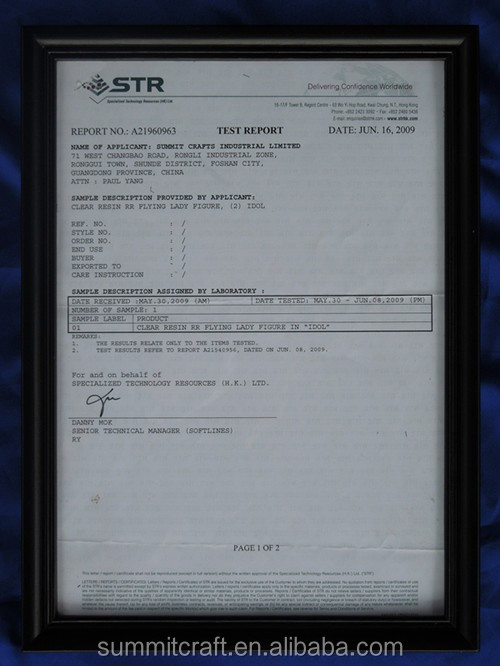 STR
Specialized Technology Resources (HK) Ltd.
Delivering Confidence Worldwide
REPORT NO.: A21960963 TEST REPORT DATE: JUN. 16, 2009
NAME OF APPLICANT: SUMMIT CRAFTS INDUSTRIAL LIMITED
71 WEST CHANGBAO ROAD, RONGLI INDUSTRIAL ZONE,
RONGGUI TOWN, SHUNDE DISTRICT, FOSHAN CITY,
GUANGDONG PROVINCE, CHINA
ATTN : PAUL YANG
SAMPLE DESCRIPTION PROVIDED BY APPLICANT:
CLEAR RESIN RR FLYING LADY FIGURE, (2) IDOL
REF. NO. : /
STYLE NO. : /
ORDER NO. : /
END USE : /
BUYER : /
EXPORTED TO : /
CARE INSTRUCTION : /
SAMPLE DESCRIPTION ASSIGNED BY LABORATORY :
DATE RECEIVED :MAY.30,2009 (AM) DATE TESTED: MAY.30 - JUN.08,2009 (PM)
NUMBER OF SAMPLE: 1
SAMPLE LABEL PRODUCT
01 CLEAR RESIN RR FLYING LADY FIGURE IN "IDOL"
REMARKS:
1. THE RESULTS RELATE ONLY TO THE ITEMS TESTED.
2. TEST RESULTS REFER TO REPORT A21940956, DATED ON JUN. 08, 2009.
For and on behalf of
SPECIALIZED TECHNOLOGY RESOURCES (H.K.) LTD.
DANNY MOK
SENIOR TECHNICAL MANAGER (SOFTLINES)
KY
PAGE 1 OF 2
summitcraft.en.alibaba.com